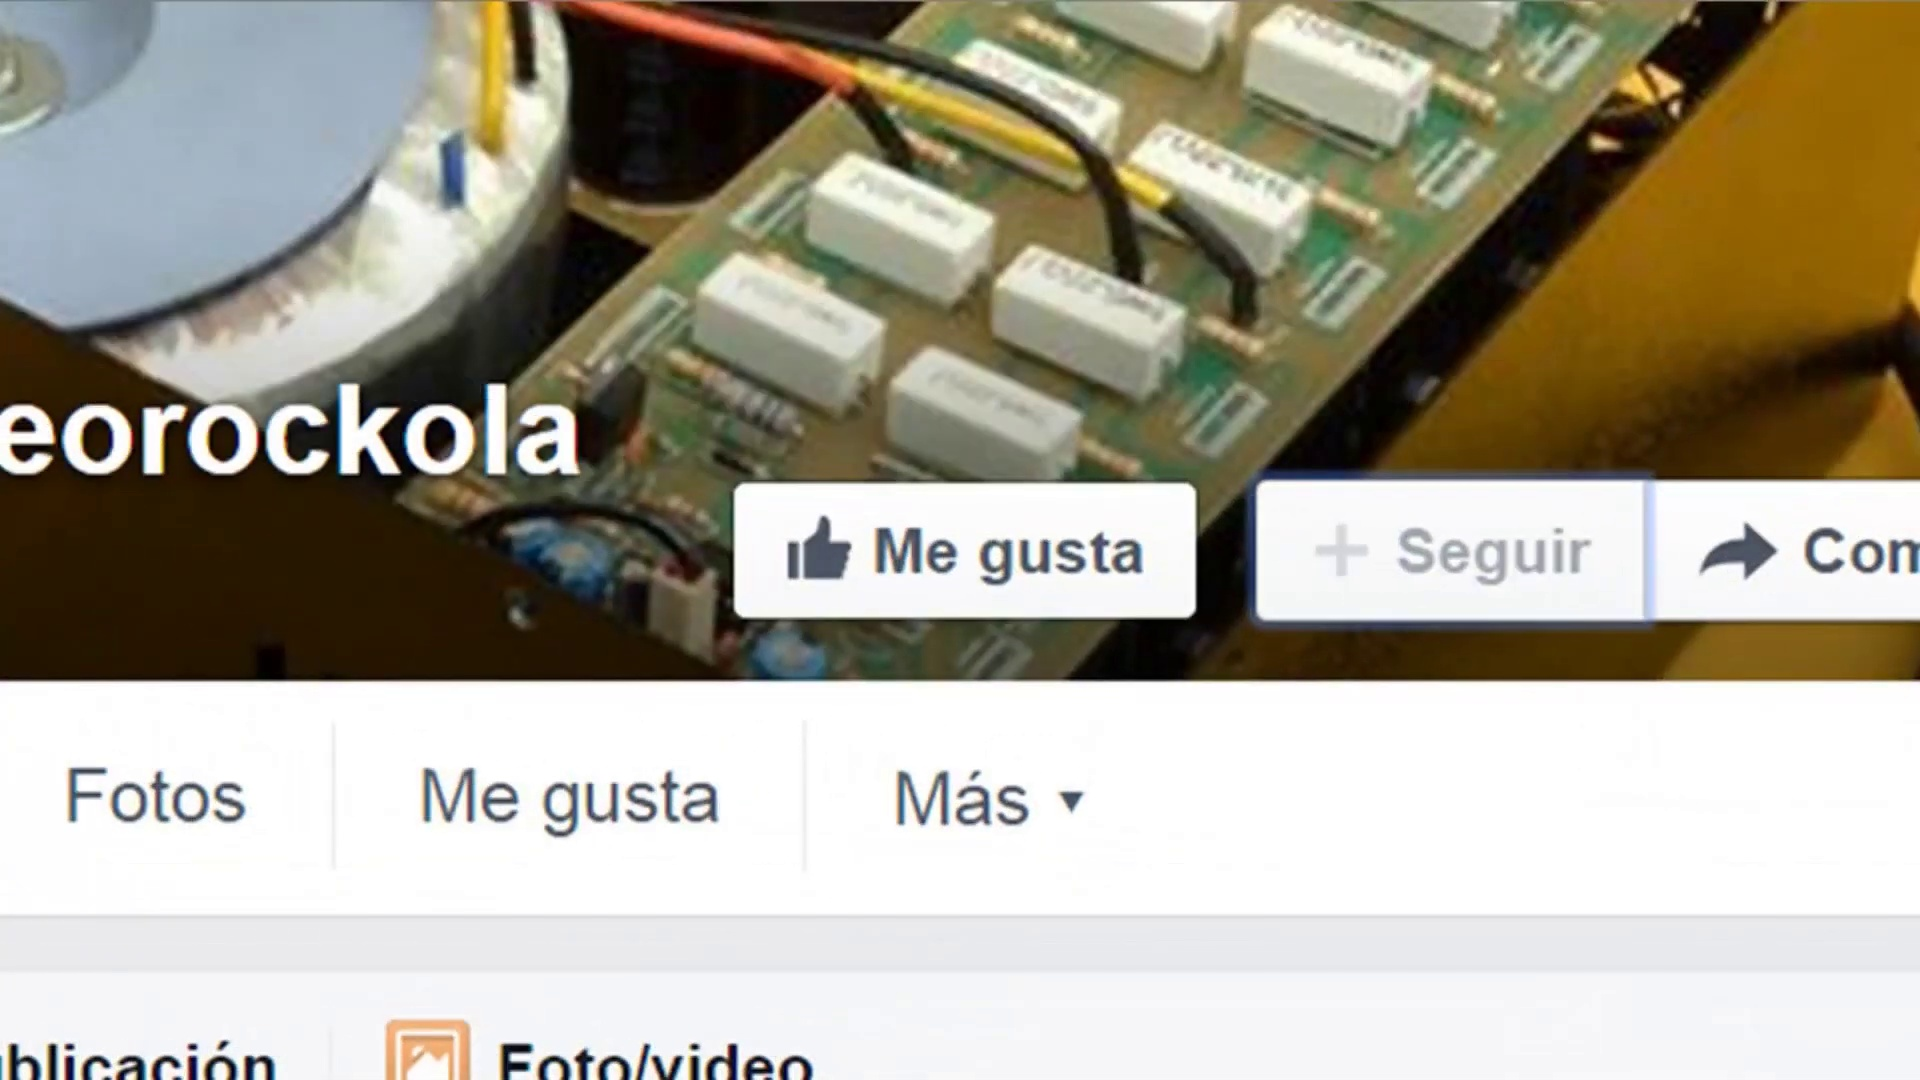 eorockola
Me gusta
+ Seguir
Com
Fotos
Me gusta
Más
blicación
Foto/video